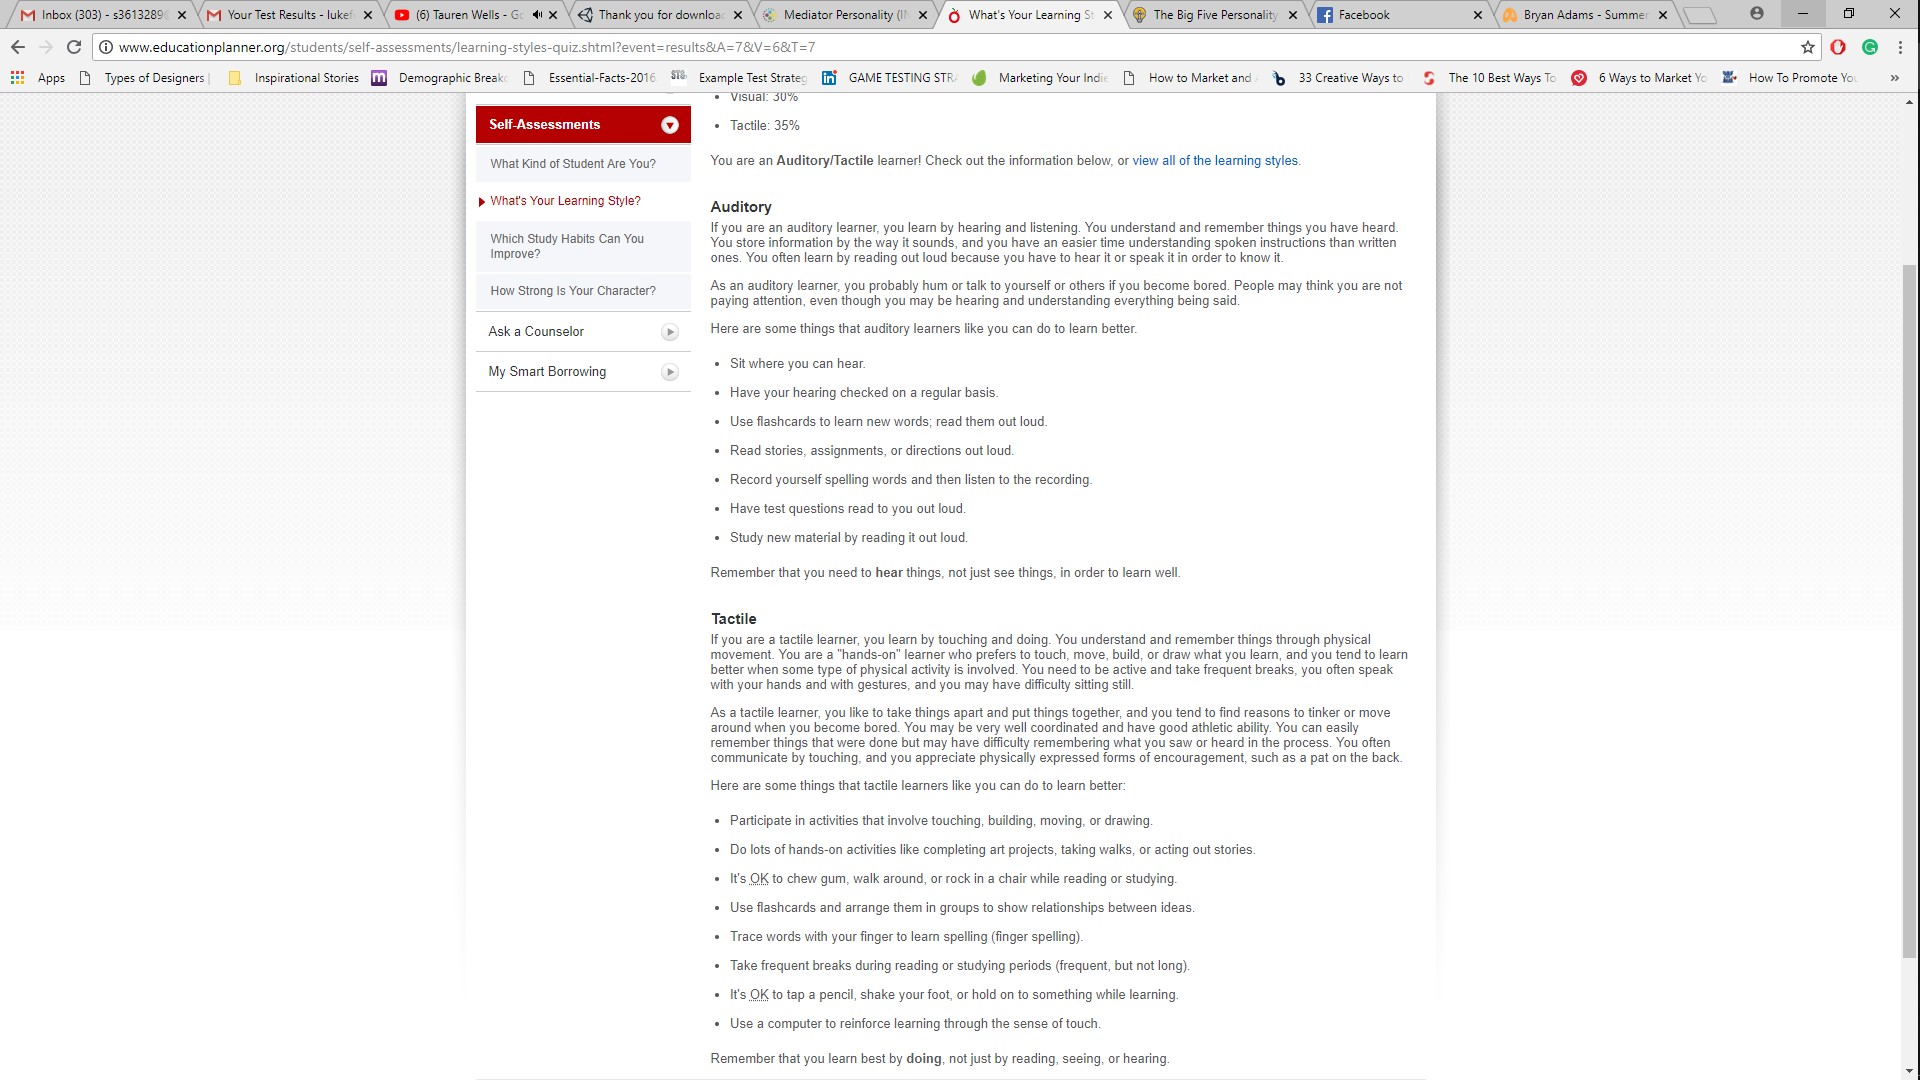 Inbox (303) - s3613289
Your Test Results - lukef
(6) Tauren Wells - Go
Thank you for downloa
Mediator Personality (I
What's Your Learning St
The Big Five Personality
Facebook
Bryan Adams - Summer
www.educationplanner.org/students/self-assessments/learning-styles-quiz.shtml?event=results&A=7&V=6&T=7
Apps
Types of Designers |
Inspirational Stories
Demographic Break
Essential-Facts-2016
Example Test Strateg
GAME TESTING STRA
Marketing Your Indie
How to Market and
33 Creative Ways to
The 10 Best Ways To
6 Ways to Market Yo
How To Promote You
»
Self-Assessments
What Kind of Student Are You?
What's Your Learning Style?
Which Study Habits Can You
Improve?
How Strong Is Your Character?
Ask a Counselor
My Smart Borrowing
• Visual: 30%
• Tactile: 35%
You are an Auditory/Tactile learner! Check out the information below, or view all of the learning styles.
Auditory
If you are an auditory learner, you learn by hearing and listening. You understand and remember things you have heard.
You store information by the way it sounds, and you have an easier time understanding spoken instructions than written
ones. You often learn by reading out loud because you have to hear it or speak it in order to know it.
As an auditory learner, you probably hum or talk to yourself or others if you become bored. People may think you are not
paying attention, even though you may be hearing and understanding everything being said.
Here are some things that auditory learners like you can do to learn better.
• Sit where you can hear.
• Have your hearing checked on a regular basis.
• Use flashcards to learn new words; read them out loud.
• Read stories, assignments, or directions out loud.
• Record yourself spelling words and then listen to the recording.
• Have test questions read to you out loud.
• Study new material by reading it out loud.
Remember that you need to hear things, not just see things, in order to learn well.
Tactile
If you are a tactile learner, you learn by touching and doing. You understand and remember things through physical
movement. You are a "hands-on" learner who prefers to touch, move, build, or draw what you learn, and you tend to learn
better when some type of physical activity is involved. You need to be active and take frequent breaks, you often speak
with your hands and with gestures, and you may have difficulty sitting still.
As a tactile learner, you like to take things apart and put things together, and you tend to find reasons to tinker or move
around when you become bored. You may be very well coordinated and have good athletic ability. You can easily
remember things that were done but may have difficulty remembering what you saw or heard in the process. You often
communicate by touching, and you appreciate physically expressed forms of encouragement, such as a pat on the back.
Here are some things that tactile learners like you can do to learn better:
• Participate in activities that involve touching, building, moving, or drawing.
• Do lots of hands-on activities like completing art projects, taking walks, or acting out stories.
• It's OK to chew gum, walk around, or rock in a chair while reading or studying.
• Use flashcards and arrange them in groups to show relationships between ideas.
• Trace words with your finger to learn spelling (finger spelling).
• Take frequent breaks during reading or studying periods (frequent, but not long).
• It's OK to tap a pencil, shake your foot, or hold on to something while learning.
• Use a computer to reinforce learning through the sense of touch.
Remember that you learn best by doing, not just by reading, seeing, or hearing.